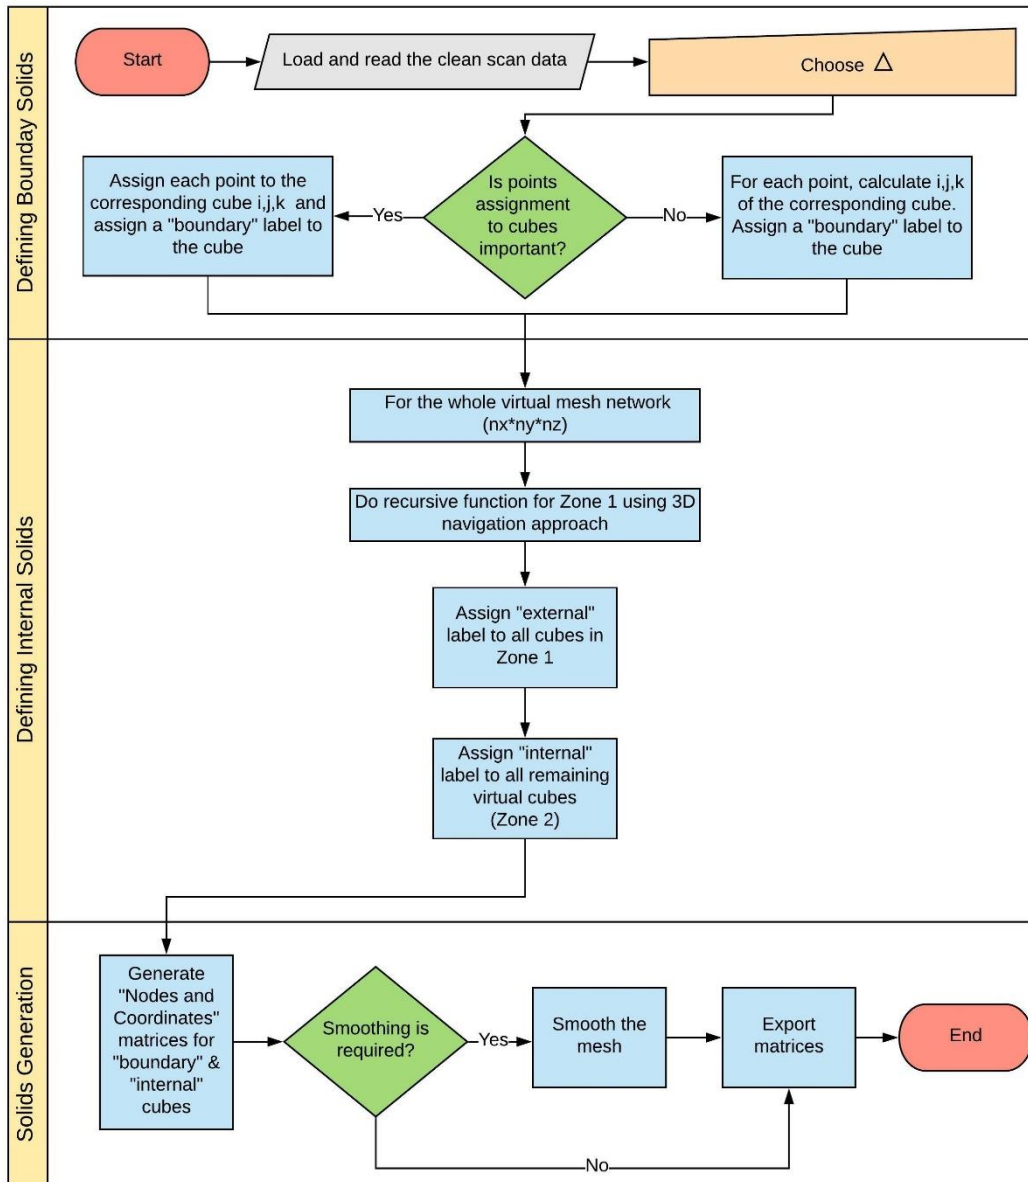 Defining Bounday Solids
Start
Load and read the clean scan data
Choose Δ
Is points
assignment
to cubes
important?
Yes
No
Assign each point to the
corresponding cube i,j,k and
assign a "boundary" label to
the cube
For each point, calculate i,j,k
of the corresponding cube.
Assign a "boundary" label to
the cube
Defining Internal Solids
For the whole virtual mesh network
(nx*ny*nz)
Do recursive function for Zone 1 using 3D
navigation approach
Assign "external"
label to all cubes in
Zone 1
Assign "internal"
label to all remaining
virtual cubes
(Zone 2)
Solids Generation
Generate
"Nodes and
Coordinates"
matrices for
"boundary" &
"internal"
cubes
Smoothing is
required?
Yes
Smooth the
mesh
Export
matrices
End
No